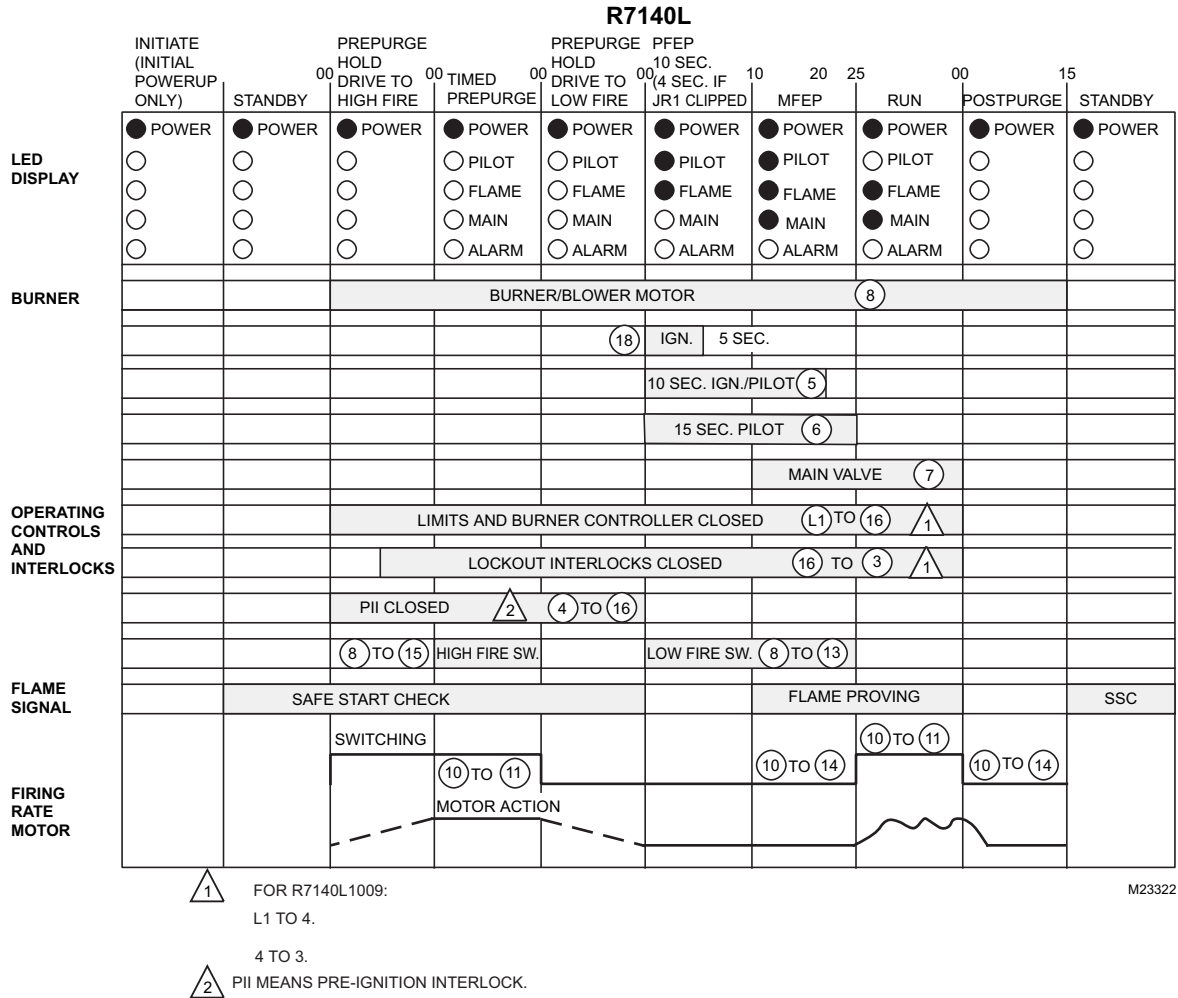 R7140L
INITIATE
(INITIAL
POWERUP
ONLY)
STANDBY
00
PREPURGE
HOLD
DRIVE TO
HIGH FIRE
00
TIMED
PREPURGE
00
PREPURGE
HOLD
DRIVE TO
LOW FIRE
00
PFEP
10 SEC.
(4 SEC. IF
JR1 CLIPPED
10
MFEP
20
25
RUN
00
POSTPURGE
15
STANDBY
LED
DISPLAY
POWER POWER POWER POWER POWER POWER POWER POWER POWER POWER
PILOT PILOT PILOT PILOT PILOT
FLAME FLAME FLAME FLAME FLAME
MAIN MAIN MAIN MAIN MAIN
ALARM ALARM ALARM ALARM ALARM
BURNER
BURNER/BLOWER MOTOR 8
18 IGN. 5 SEC.
10 SEC. IGN./PILOT 5
15 SEC. PILOT 6
MAIN VALVE 7
OPERATING
CONTROLS
AND
INTERLOCKS
LIMITS AND BURNER CONTROLLER CLOSED L1 TO 16 1
LOCKOUT INTERLOCKS CLOSED 16 TO 3 1
PII CLOSED 2 4 TO 16
8 TO 15 HIGH FIRE SW. LOW FIRE SW. 8 TO 13
FLAME
SIGNAL
SAFE START CHECK FLAME PROVING SSC
FIRING
RATE
MOTOR
SWITCHING
10 TO 11
10 TO 14
10 TO 11
10 TO 14
MOTOR ACTION
1 FOR R7140L1009:
L1 TO 4.
4 TO 3.
2 PII MEANS PRE-IGNITION INTERLOCK.
M23322